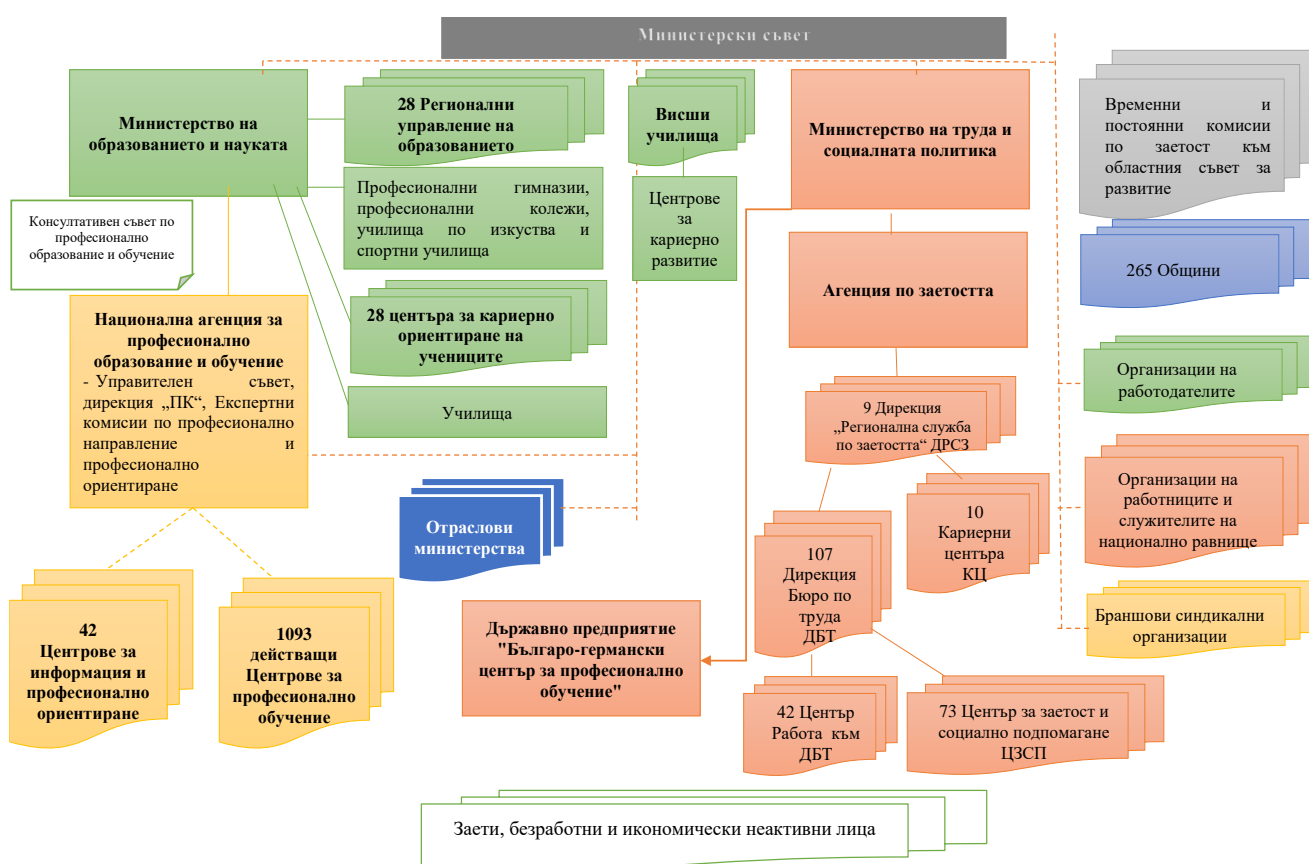 Министерски съвет
Министерство на
образованието и науката
28 Регионални
управление на
образованието
Професионални гимназии,
професионални колежи,
училища по изкуства и
спортни училища
28 центъра за кариерно
ориентиране на
учениците
Училища
Консултативен съвет по
професионално
образование и обучение
Национална агенция за
професионално
образование и обучение
- Управителен съвет,
дирекция „ПК“, Експертни
комисии по професионално
направление и
професионално
ориентиране
42
Центрове за
информация и
професионално
ориентиране
1093
действащи
Центрове за
професионално
обучение
Висши
училища
Центрове
за
кариерно
развитие
Отраслови
министерства
Държавно предприятие
"Българо-германски
център за професионално
обучение"
Министерство на труда и
социалната политика
Агенция по заетостта
9 Дирекция
„Регионална служба
по заетостта“ ДРСЗ
107
Дирекция
Бюро по
труда
ДБТ
10
Кариерни
центъра
КЦ
42 Център
Работа към
ДБТ
73 Център за заетост и
социално подпомагане
ЦЗСП
Временни и
постоянни комисии
по заетост към
областния съвет за
развитие
265 Общини
Организации на
работодателите
Организации на
работниците и
служителите на
национално равнище
Браншови синдикални
организации
Заети, безработни и икономически неактивни лица